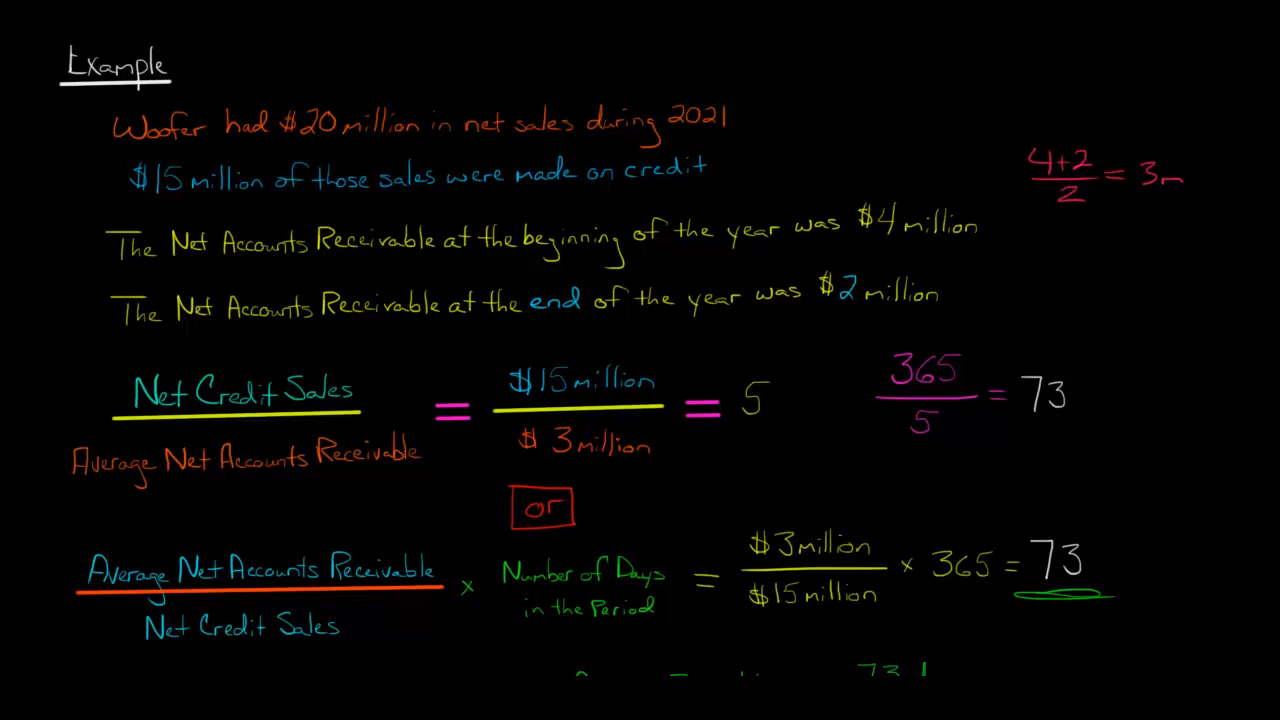 Example
Woofer had $20 million in net sales during 2021
$15 million of those sales were made on credit
4+2
2
= 3m
The Net Accounts Receivable at the beginning of the year was $4 million
The Net Accounts Receivable at the end of the year was $2 million
Net Credit Sales
Average Net Accounts Receivable
=
$15 million
$ 3 million
= 5
365
5
= 73
or
Average Net Accounts Receivable
Net Credit Sales
×
Number of Days
in the Period
=
$3 million
$15 million
× 365 = 73